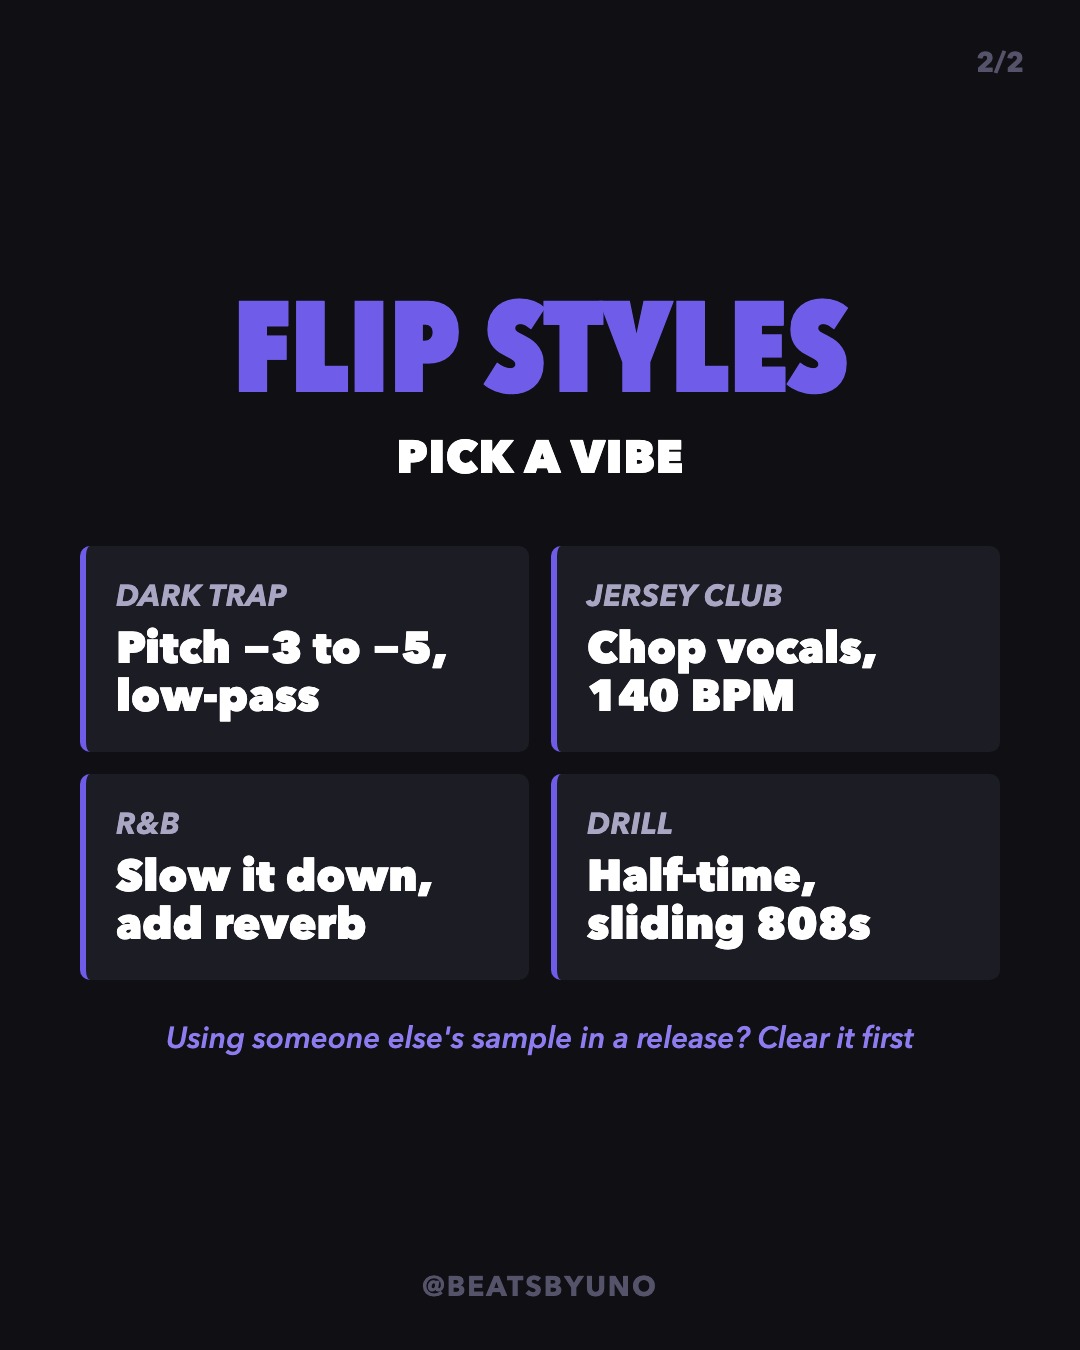 2/2
FLIP STYLES
PICK A VIBE
DARK TRAP
Pitch −3 to −5,
low-pass
JERSEY CLUB
Chop vocals,
140 BPM
R&B
Slow it down,
add reverb
DRILL
Half-time,
sliding 808s
Using someone else's sample in a release? Clear it first
@BEATSBYUNO